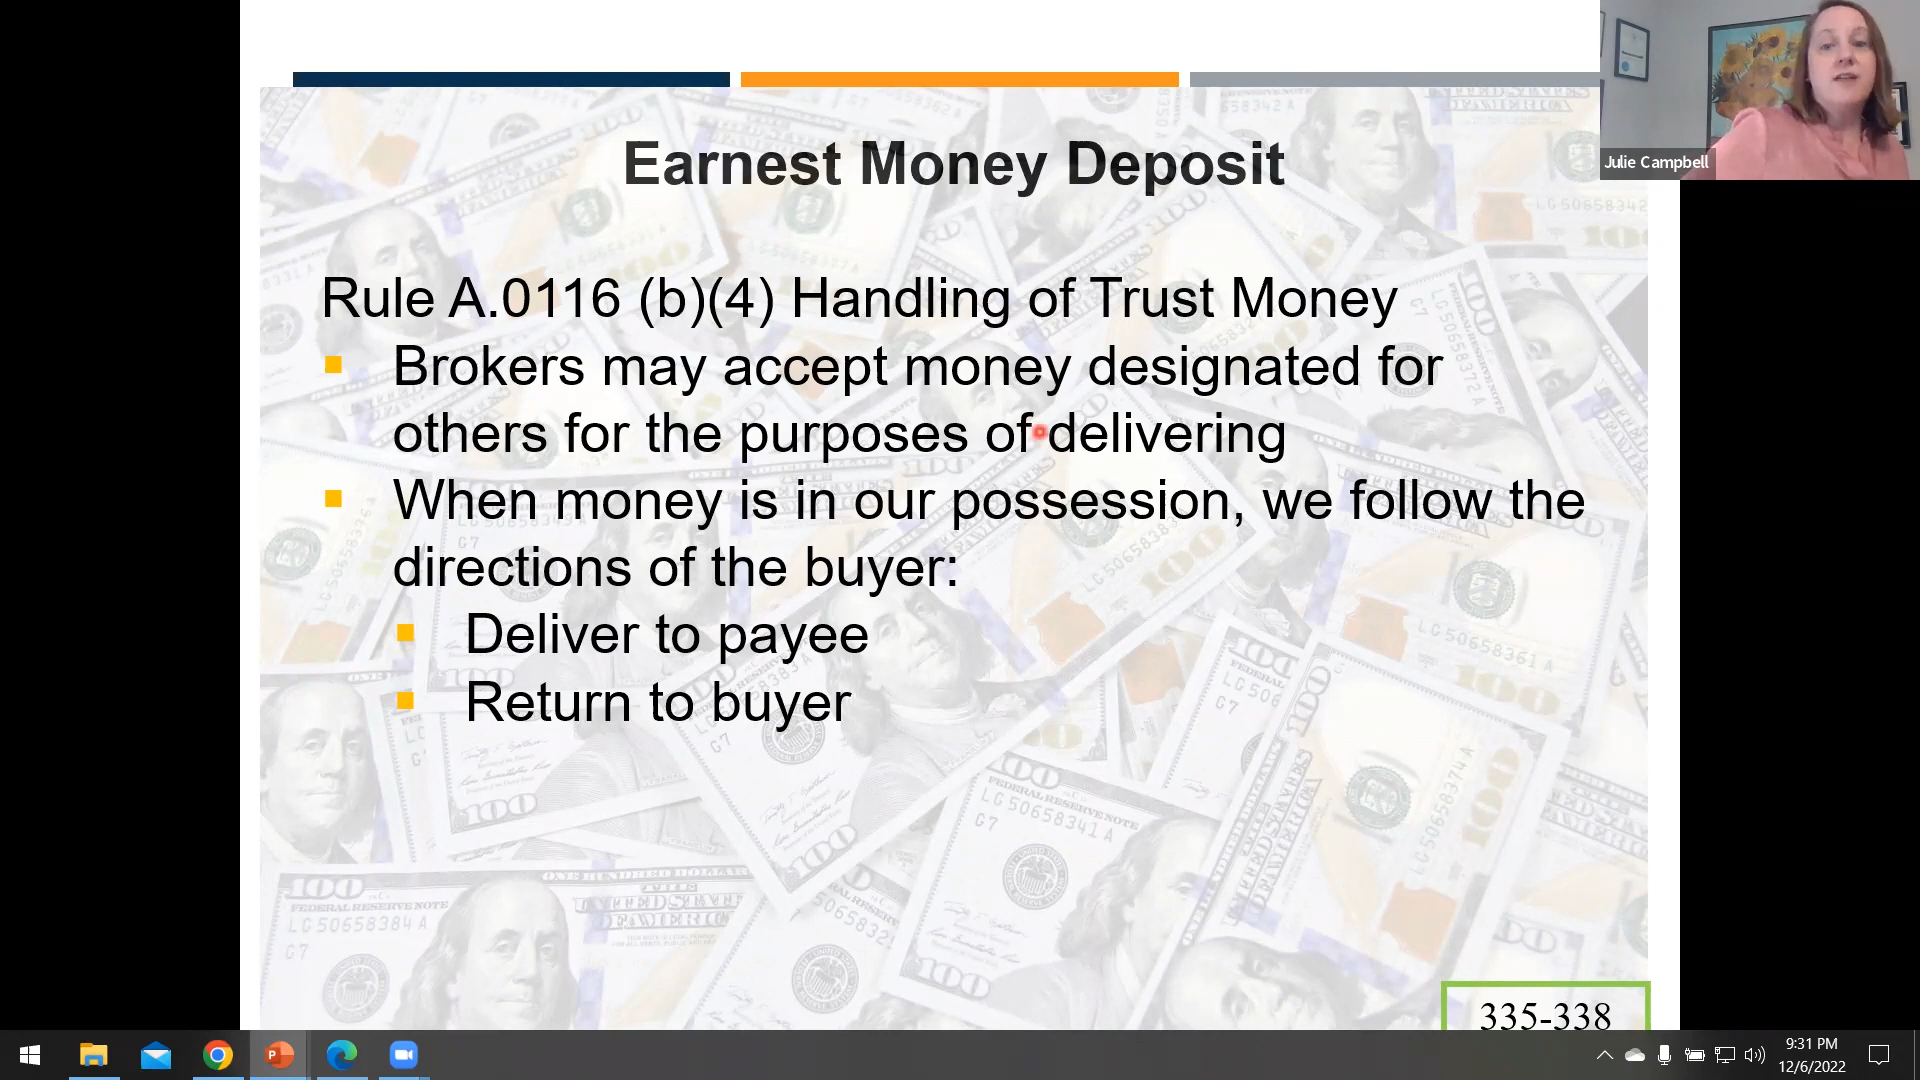 Earnest Money Deposit
Julie Campbell
Rule A.0116 (b)(4) Handling of Trust Money
Brokers may accept money designated for
others for the purposes of delivering
When money is in our possession, we follow the
directions of the buyer:
Deliver to payee
Return to buyer
335-338
9:31 PM
12/6/2022